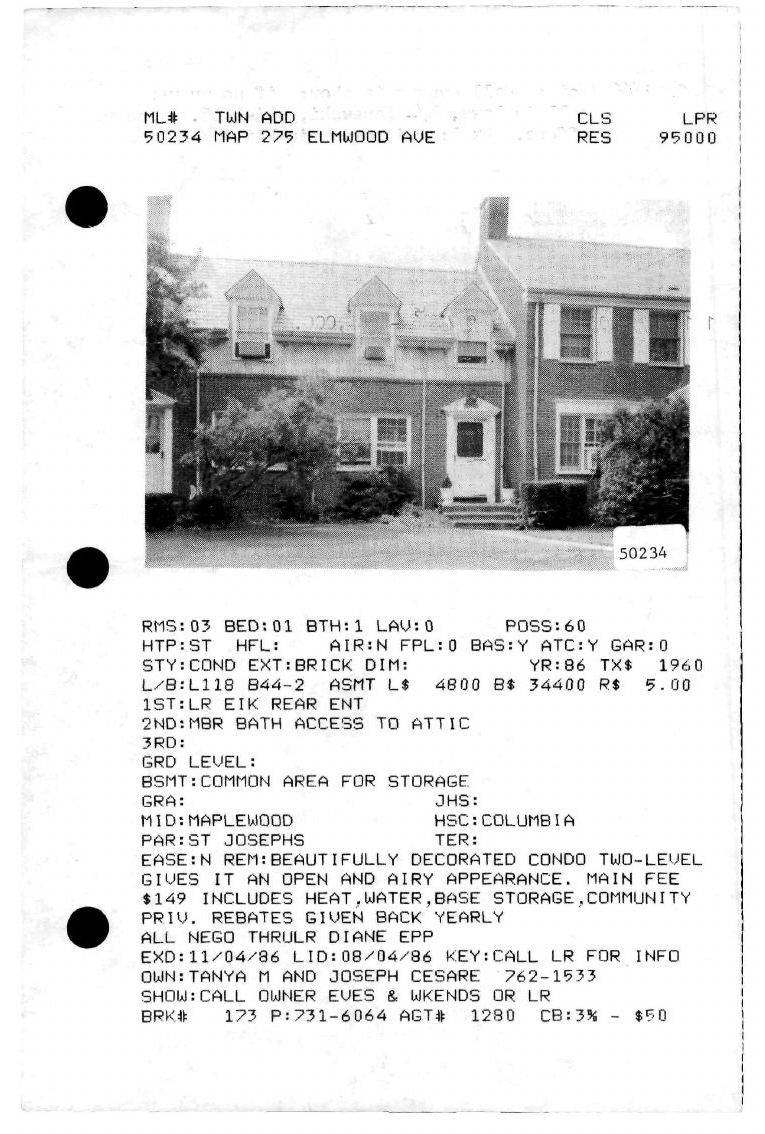 ML# . TWN ADD CLS LPR
50234 MAP 275 ELMWOOD AVE RES 95000
50234
RMS:03 BED:01 BTH:1 LAV:0 POSS:60
HTP:ST HFL: AIR:N FPL:0 BAS:Y ATC:Y GAR:0
STY:COND EXT:BRICK DIM: YR:86 TX$ 1960
L/B:L118 B44-2 ASMT L$ 4800 B$ 34400 R$ 5.00
1ST:LR EIK REAR ENT
2ND:MBR BATH ACCESS TO ATTIC
3RD:
GRD LEVEL:
BSMT:COMMON AREA FOR STORAGE
GRA: JHS:
MID:MAPLEWOOD HSC:COLUMBIA
PAR:ST JOSEPHS TER:
EASE:N REM:BEAUTIFULLY DECORATED CONDO TWO-LEVEL
GIVES IT AN OPEN AND AIRY APPEARANCE. MAIN FEE
$149 INCLUDES HEAT,WATER,BASE STORAGE,COMMUNITY
PRIV. REBATES GIVEN BACK YEARLY
ALL NEGO THRULR DIANE EPP
EXD:11/04/86 LID:08/04/86 KEY:CALL LR FOR INFO
OWN:TANYA M AND JOSEPH CESARE 762-1533
SHOW:CALL OWNER EVES & WKENDS OR LR
BRK# 173 P:731-6064 AGT# 1280 CB:3% - $50